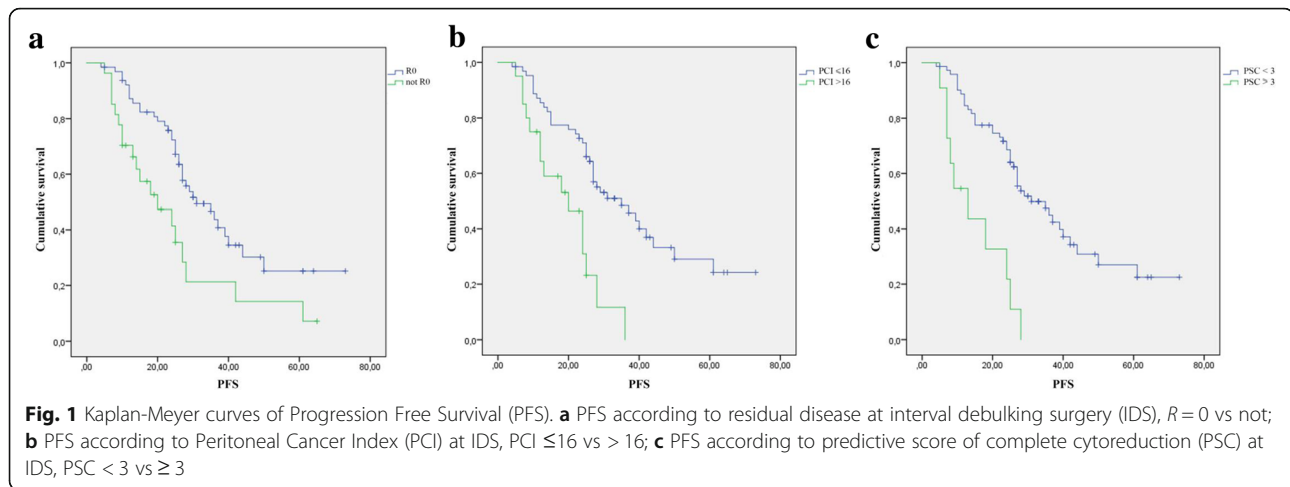 a
R0
not R0
Cumulative survival
1,0
0,8
0,6
0,4
0,2
0,0
,00 20,00 40,00 60,00 80,00
PFS
b
PCI ≤16
PCI >16
Cumulative survival
1,0
0,8
0,6
0,4
0,2
0,0
,00 20,00 40,00 60,00 80,00
PFS
c
PSC < 3
PSC ≥ 3
Cumulative survival
1,0
0,8
0,6
0,4
0,2
0,0
,00 20,00 40,00 60,00 80,00
PFS
Fig. 1 Kaplan-Meyer curves of Progression Free Survival (PFS). a PFS according to residual disease at interval debulking surgery (IDS), R = 0 vs not;
b PFS according to Peritoneal Cancer Index (PCI) at IDS, PCI ≤16 vs > 16; c PFS according to predictive score of complete cytoreduction (PSC) at
IDS, PSC < 3 vs ≥ 3